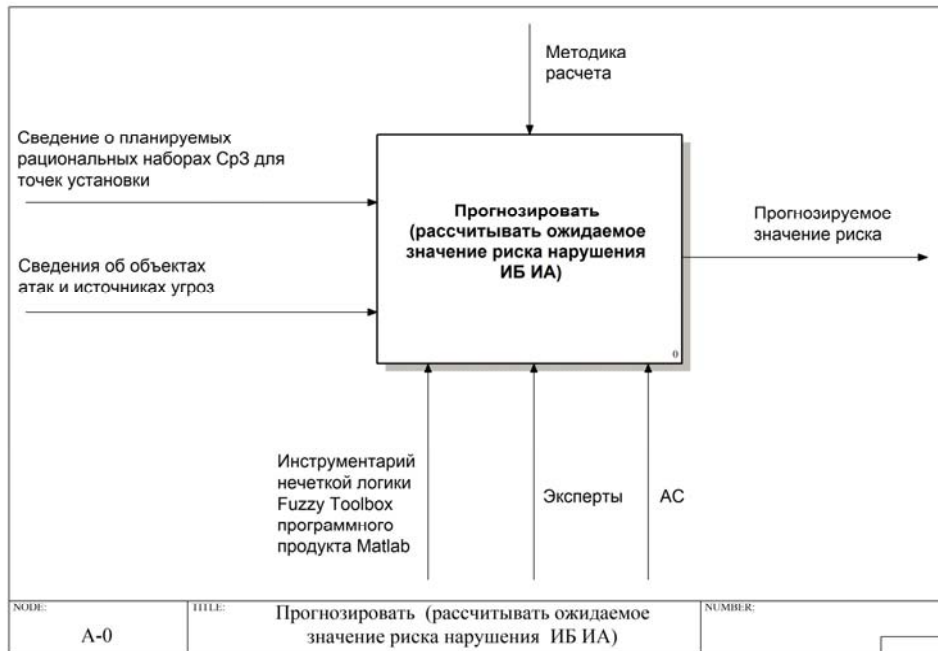 Методика
расчета
Сведение о планируемых
рациональных наборах СрЗ для
точек установки
Прогнозировать
(рассчитывать ожидаемое
значение риска нарушения
ИБ ИА)
0
Прогнозируемое
значение риска
Сведения об объектах
атак и источниках угроз
Инструментарий
нечеткой логики
Fuzzy Toolbox
программного
продукта Matlab
Эксперты
АС
NODE:
A-0
TITLE:
Прогнозировать (рассчитывать ожидаемое
значение риска нарушения ИБ ИА)
NUMBER: